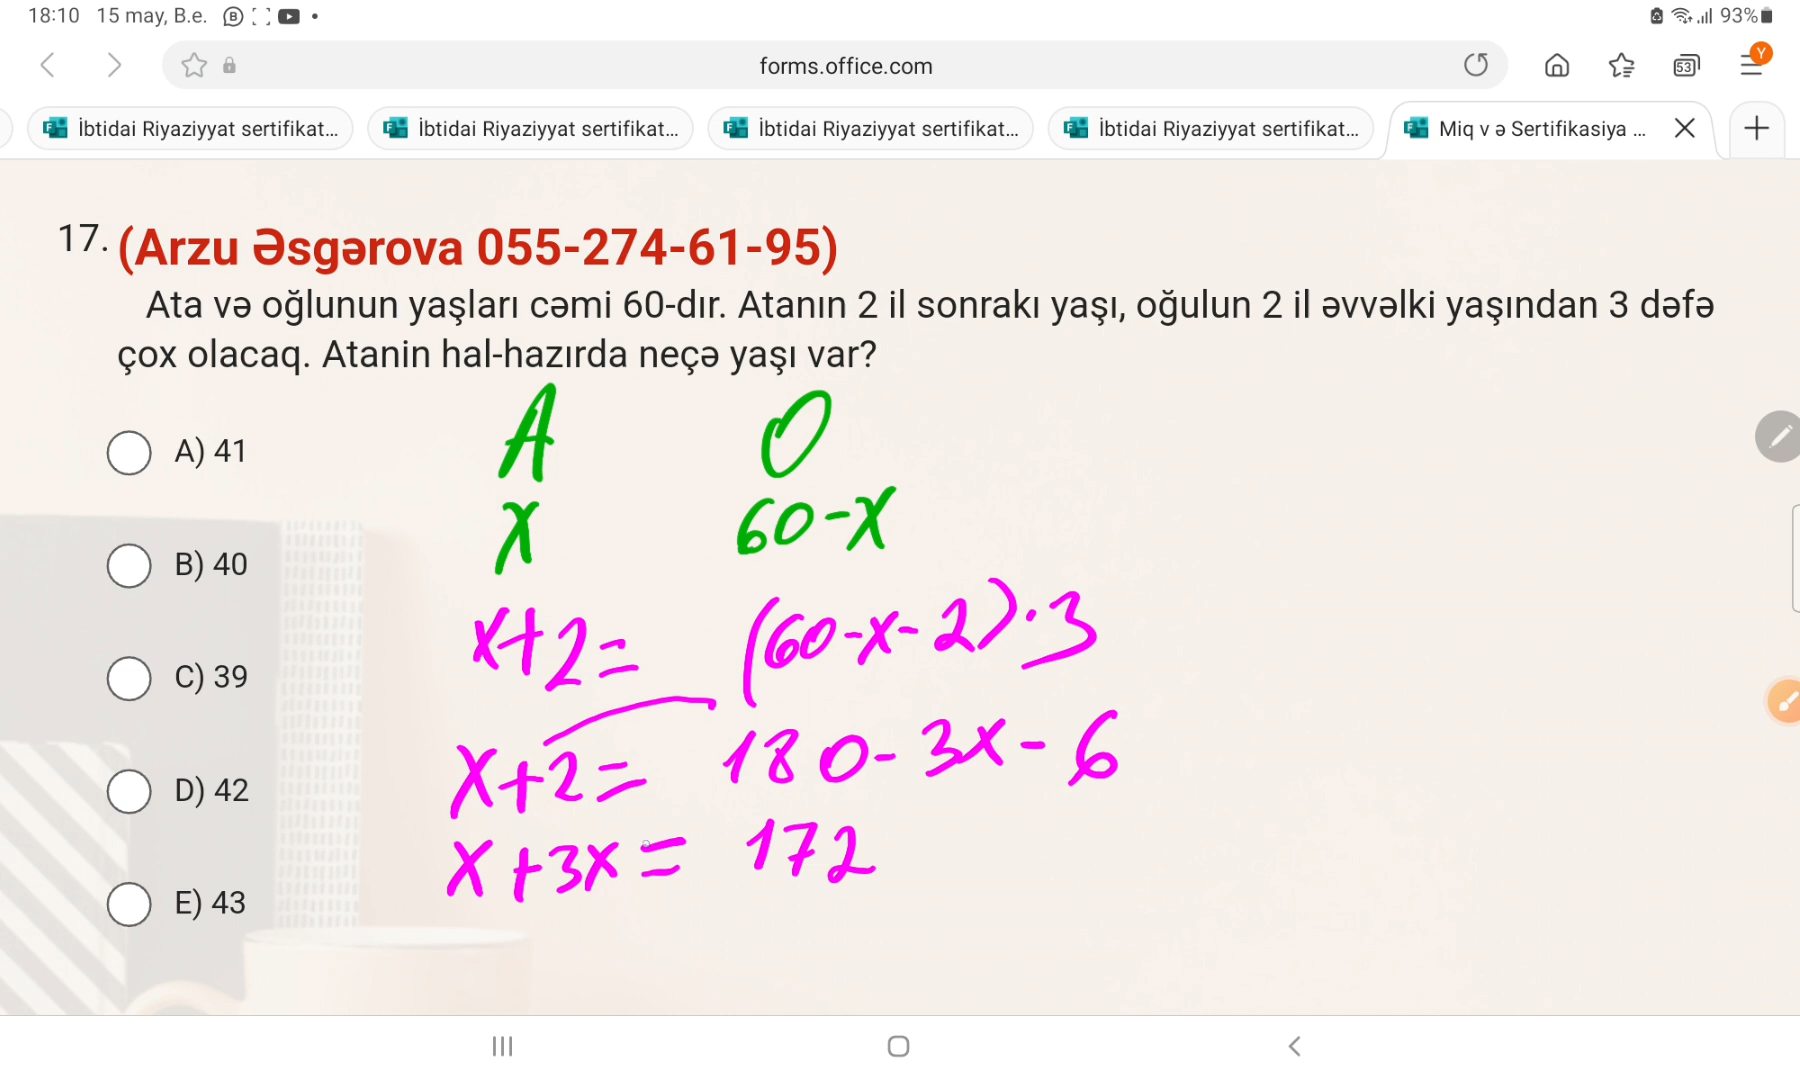 18:10 15 may, B.e.
93%
forms.office.com
53
Y
İbtidai Riyaziyyat sertifikat...
İbtidai Riyaziyyat sertifikat...
İbtidai Riyaziyyat sertifikat...
İbtidai Riyaziyyat sertifikat...
Miq v ə Sertifikasiya ...
17. (Arzu Əsgərova 055-274-61-95)
Ata və oğlunun yaşları cəmi 60-dır. Atanın 2 il sonrakı yaşı, oğulun 2 il əvvəlki yaşından 3 dəfə
çox olacaq. Atanin hal-hazırda neçə yaşı var?
A) 41
B) 40
C) 39
D) 42
E) 43
A O
x 60-x
x+2= (60-x-2)·3
x+2= 180-3x-6
x+3x= 172